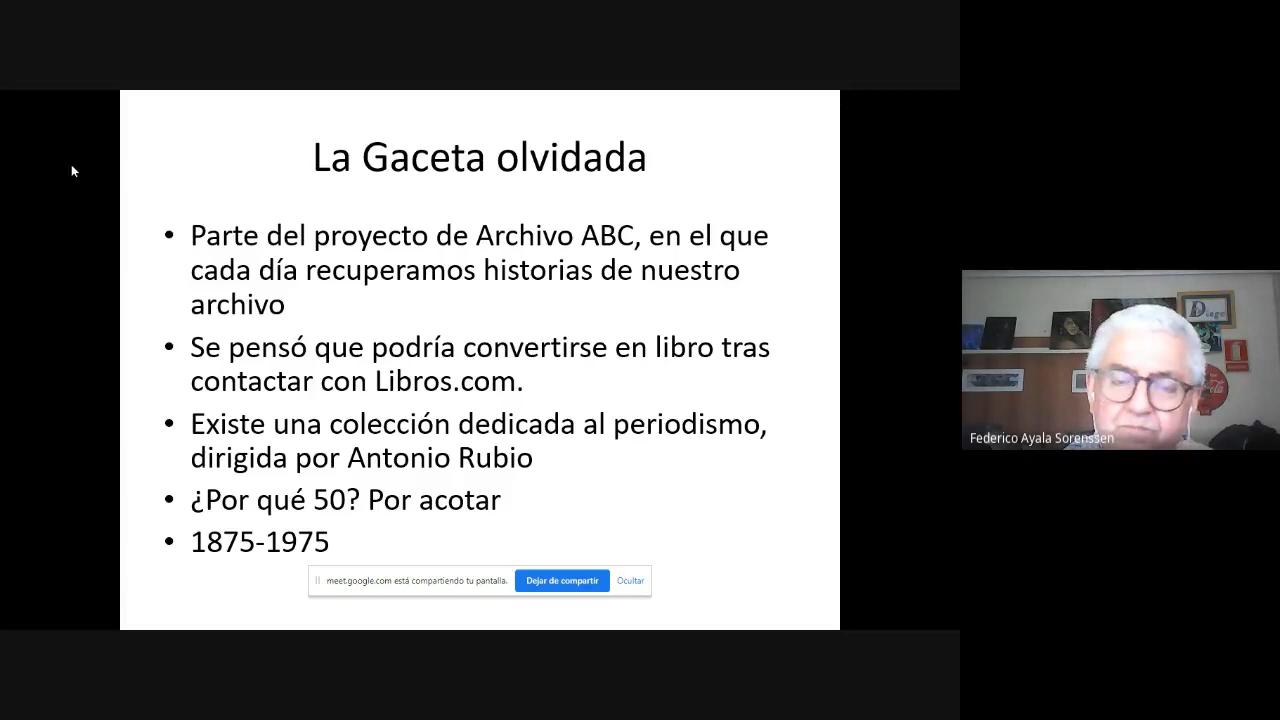 La Gaceta olvidada
• Parte del proyecto de Archivo ABC, en el que
cada día recuperamos historias de nuestro
archivo
• Se pensó que podría convertirse en libro tras
contactar con Libros.com.
• Existe una colección dedicada al periodismo,
dirigida por Antonio Rubio
• ¿Por qué 50? Por acotar
• 1875-1975
meet.google.com está compartiendo tu pantalla. Dejar de compartir Ocultar
Diego
Coca-Cola
Federico Ayala Sorenssen